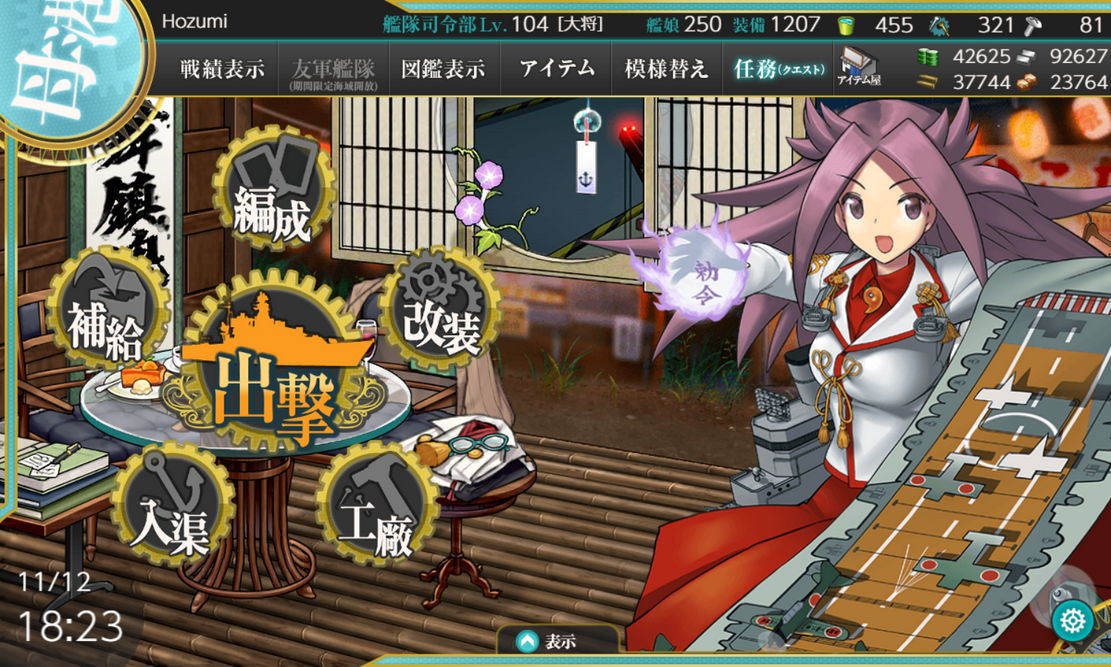 母港
Hozumi
艦隊司令部Lv.104 [大将]
艦娘 250 装備 1207
455
321
81
戦績表示
友軍艦隊
(期間限定海域開放)
図鑑表示
アイテム
模様替え
任務(クエスト)
アイテム屋
42625
92627
37744
23764
鎮
編成
補給
出撃
改装
入渠
工廠
勅令
11/12
18:23
表示